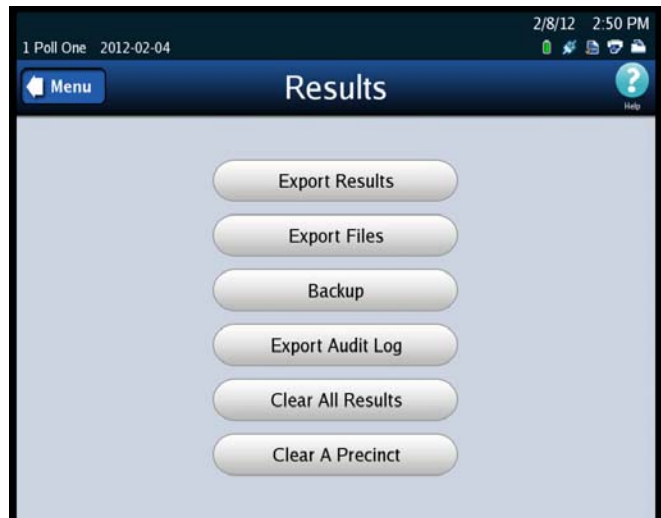 2/8/12 2:50 PM
1 Poll One 2012-02-04
Menu
Results
Help
Export Results
Export Files
Backup
Export Audit Log
Clear All Results
Clear A Precinct